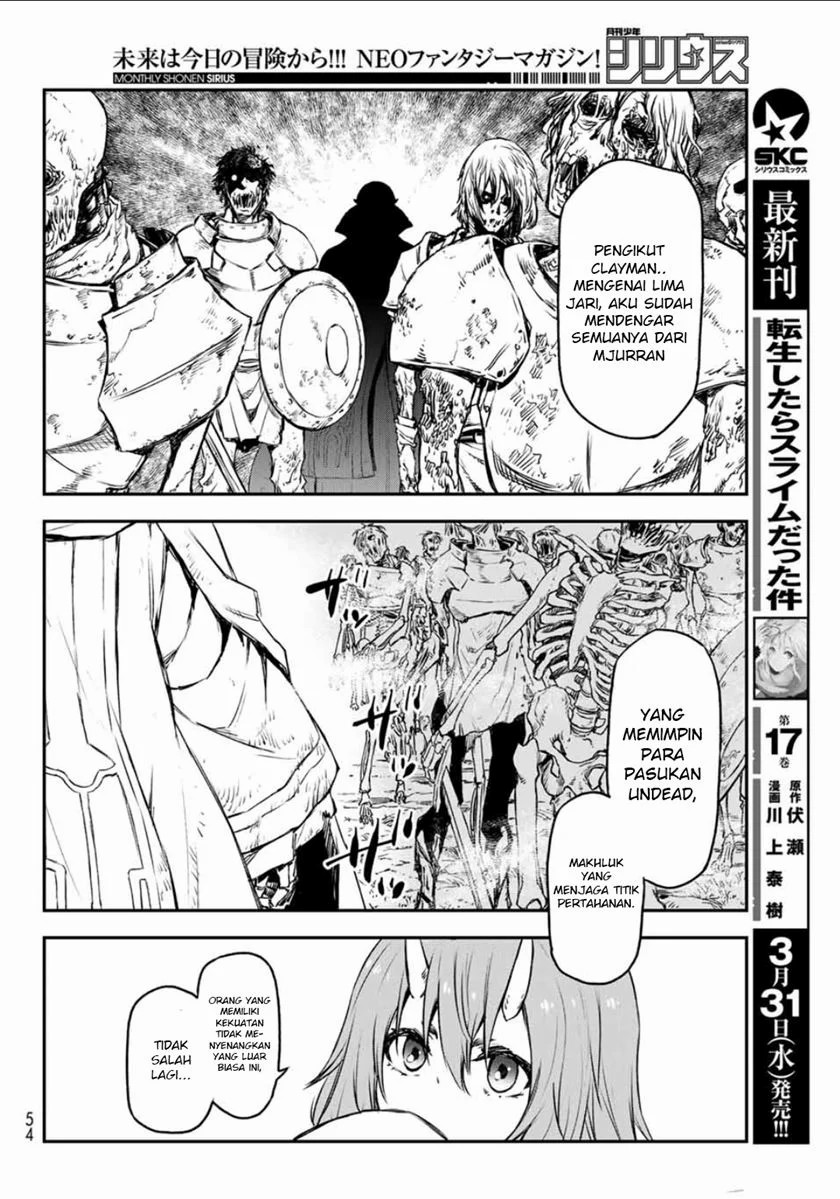 未来は今日の冒険から!!! NEOファンタジーマガジン!
MONTHLY SHONEN SIRIUS
月刊少年
シリウス
SKC
シリウスコミックス
最新刊
転生したらスライムだった件
第17巻
原作 伏瀬
漫画 川上泰樹
3月31日(水)発売!!!
PENGIKUT
CLAYMAN..
MENGENAI LIMA
JARI, AKU SUDAH
MENDENGAR
SEMUANYA DARI
MJURRAN
ザッ
ザッ
YANG
MEMIMPIN
PARA
PASUKAN
UNDEAD,
MAKHLUK
YANG
MENJAGA TITIK
PERTAHANAN.
ORANG YANG
MEMILIKI
KEKUATAN
TIDAK ME-
NYENANGKAN
YANG LUAR
BIASA INI,
TIDAK
SALAH
LAGI...
54